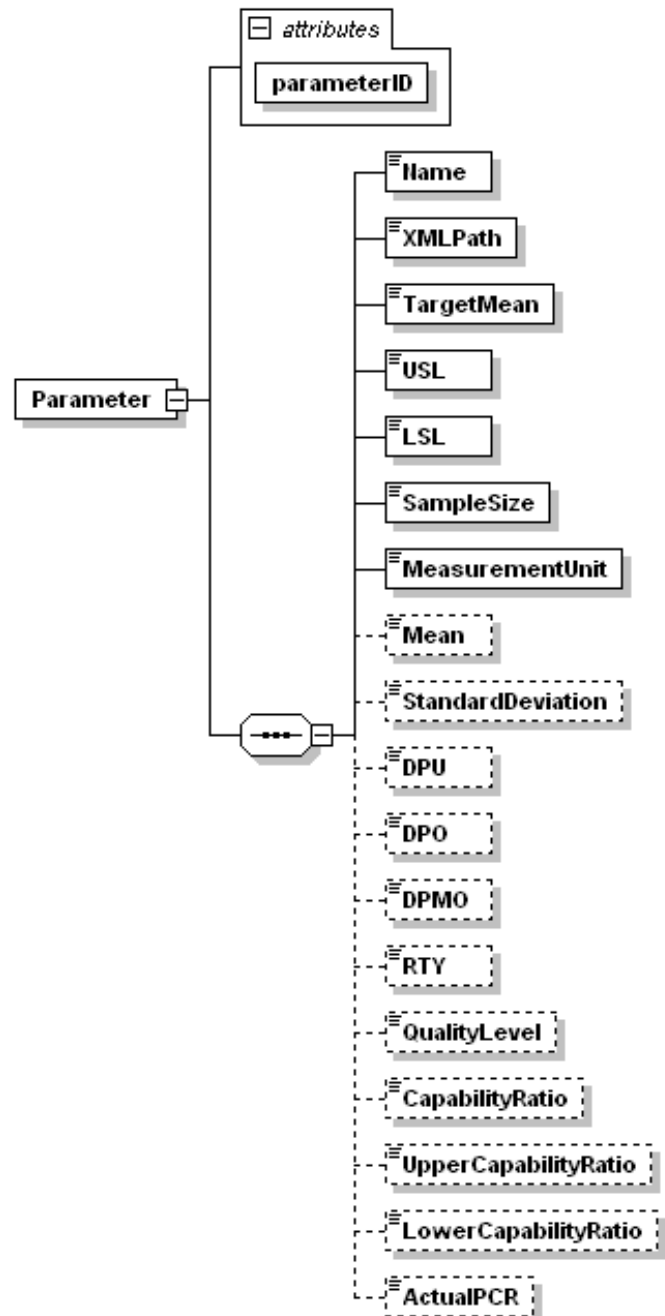 attributes
parameterID
Name
XMLPath
TargetMean
USL
LSL
Parameter
SampleSize
MeasurementUnit
Mean
StandardDeviation
DPU
DPO
DPMO
RTY
QualityLevel
CapabilityRatio
UpperCapabilityRatio
LowerCapabilityRatio
ActualPCR